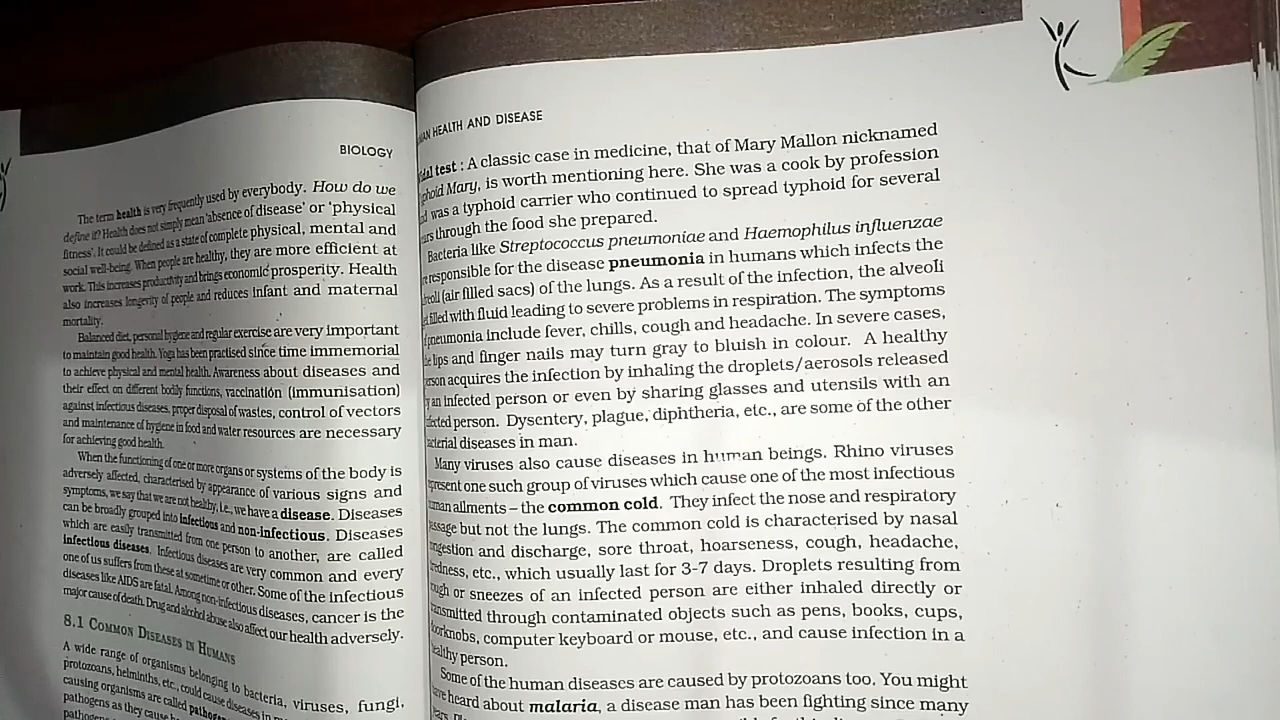 BIOLOGY
The term health is very frequently used by everybody. How do we
define it? Health does not simply mean 'absence of disease' or 'physical
fitness'. It could be defined as a state of complete physical, mental and
social well-being. When people are healthy, they are more efficient at
work. This increases productivity and brings economic prosperity. Health
also increases longevity of people and reduces infant and maternal
mortality.
Balanced diet, personal hygiene and regular exercise are very important
to maintain good health. Yoga has been practised since time immemorial
to achieve physical and mental health. Awareness about diseases and
their effect on different bodily functions, vaccination (immunisation)
against infectious diseases, proper disposal of wastes, control of vectors
and maintenance of hygiene in food and water resources are necessary
for achieving good health.
When the functioning of one or more organs or systems of the body is
adversely affected, characterised by appearance of various signs and
symptoms, we say that we are not healthy, i.e., we have a disease. Diseases
can be broadly grouped into infectious and non-infectious. Diseases
which are easily transmitted from one person to another, are called
infectious diseases. Infectious diseases are very common and every
one of us suffers from these at sometime or other. Some of the infectious
diseases like AIDS are fatal. Among non-infectious diseases, cancer is the
major cause of death. Drug and alcohol abuse also affect our health adversely.
8.1 COMMON DISEASES IN HUMANS
A wide range of organisms belonging to bacteria, viruses, fungi,
protozoans, helminths, etc., could cause diseases in
causing organisms are called
pathogens as they cause
HEALTH AND DISEASE
test : A classic case in medicine, that of Mary Mallon nicknamed
Mary, is worth mentioning here. She was a cook by profession
was a typhoid carrier who continued to spread typhoid for several
through the food she prepared.
Bacteria like Streptococcus pneumoniae and Haemophilus influenzae
responsible for the disease pneumonia in humans which infects the
(air filled sacs) of the lungs. As a result of the infection, the alveoli
filled with fluid leading to severe problems in respiration. The symptoms
pneumonia include fever, chills, cough and headache. In severe cases,
lips and finger nails may turn gray to bluish in colour. A healthy
acquires the infection by inhaling the droplets/aerosols released
an infected person or even by sharing glasses and utensils with an
person. Dysentery, plague, diphtheria, etc., are some of the other
diseases in man.
Many viruses also cause diseases in human beings. Rhino viruses
one such group of viruses which cause one of the most infectious
ailments – the common cold. They infect the nose and respiratory
but not the lungs. The common cold is characterised by nasal
and discharge, sore throat, hoarseness, cough, headache,
etc., which usually last for 3-7 days. Droplets resulting from
or sneezes of an infected person are either inhaled directly or
through contaminated objects such as pens, books, cups,
computer keyboard or mouse, etc., and cause infection in a
person.
Some of the human diseases are caused by protozoans too. You might
heard about malaria, a disease man has been fighting since many